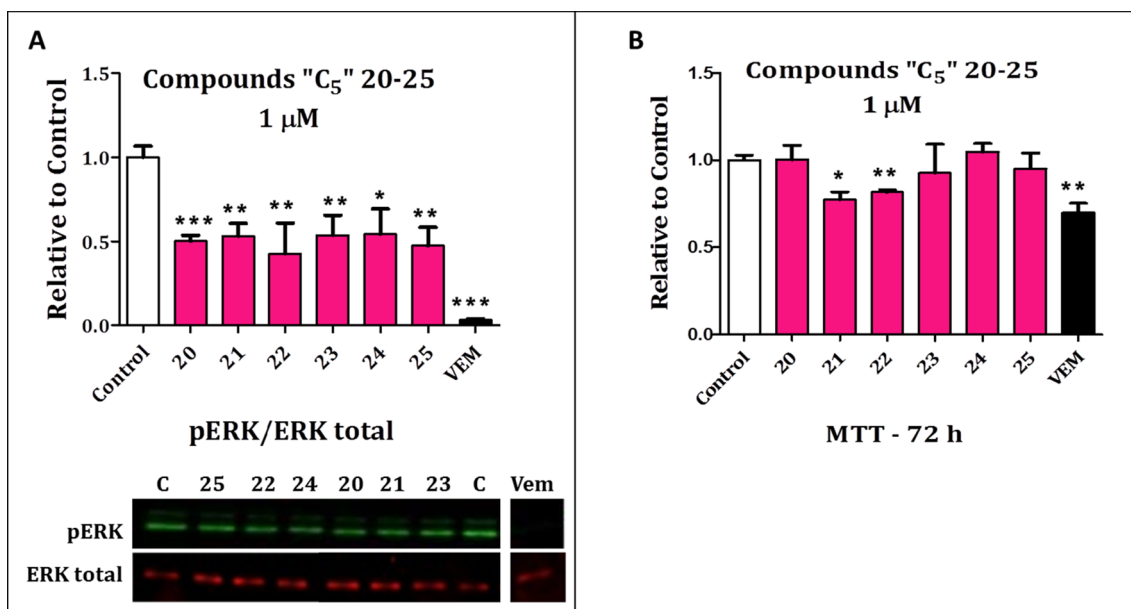 A
Compounds "C₅" 20-25
1 μM
Relative to Control
1.5
1.0
0.5
0.0
***
**
**
**
*
**
***
Control
20
21
22
23
24
25
VEM
pERK/ERK total
C 25 22 24 20 21 23 C Vem
pERK
ERK total
B
Compounds "C₅" 20-25
1 μM
Relative to Control
1.5
1.0
0.5
0.0
*
**
**
Control
20
21
22
23
24
25
VEM
MTT - 72 h